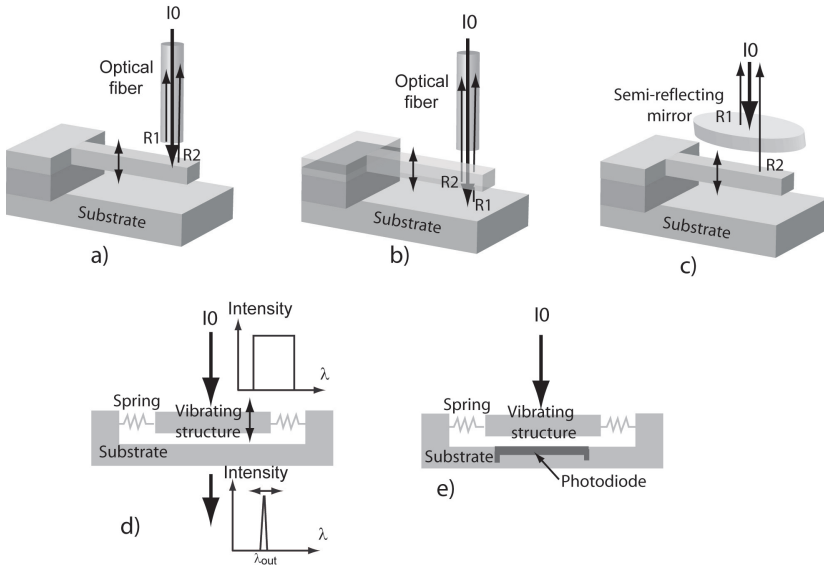 I0
Optical
fiber
R1
R2
Substrate
a)
I0
Optical
fiber
R2
R1
Substrate
b)
I0
Semi-reflecting
mirror
R1
R2
Substrate
c)
I0
Intensity
λ
Spring
Vibrating
structure
Substrate
Intensity
λ
λout
d)
I0
Spring
Vibrating
structure
Substrate
Photodiode
e)